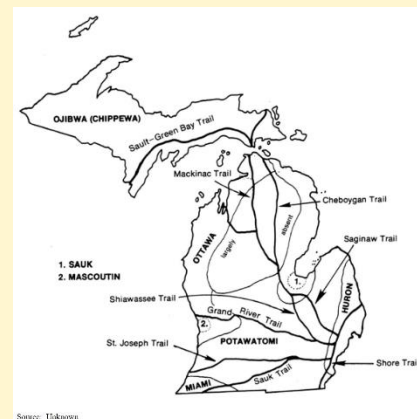 OJIBWA (CHIPPEWA)
Sault-Green Bay Trail
Mackinac Trail
Cheboygan Trail
OTTAWA
largely
absent
Saginaw Trail
1. SAUK
2. MASCOUTIN
1.
HURON
Shiawassee Trail
Grand River Trail
2.
POTAWATOMI
St. Joseph Trail
Shore Trail
MIAMI
Sauk Trail
Source: Unknown